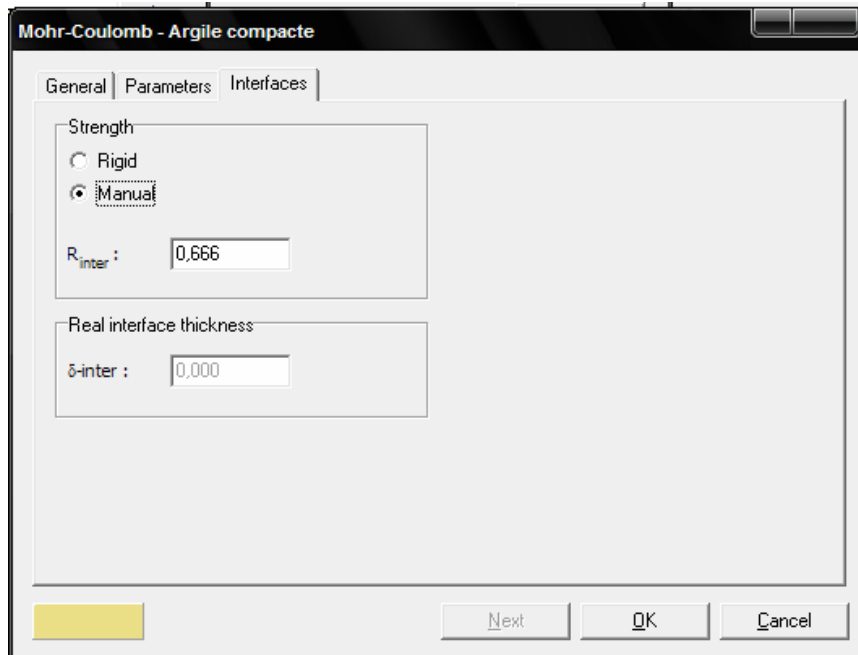 Mohr-Coulomb - Argile compacte
General Parameters Interfaces
Strength
Rigid
Manual
Rinter : 0,666
Real interface thickness
δ-inter : 0,000
Next OK Cancel